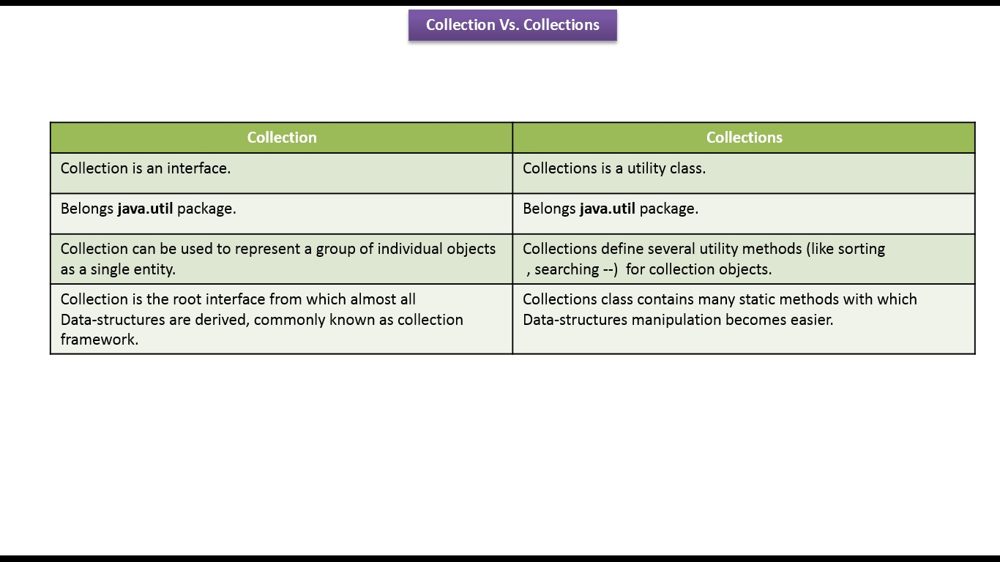 Collection Vs. Collections
Collection
Collections
Collection is an interface.
Collections is a utility class.
Belongs java.util package.
Belongs java.util package.
Collection can be used to represent a group of individual objects
as a single entity.
Collections define several utility methods (like sorting
, searching --)  for collection objects.
Collection is the root interface from which almost all
Data-structures are derived, commonly known as collection
framework.
Collections class contains many static methods with which
Data-structures manipulation becomes easier.